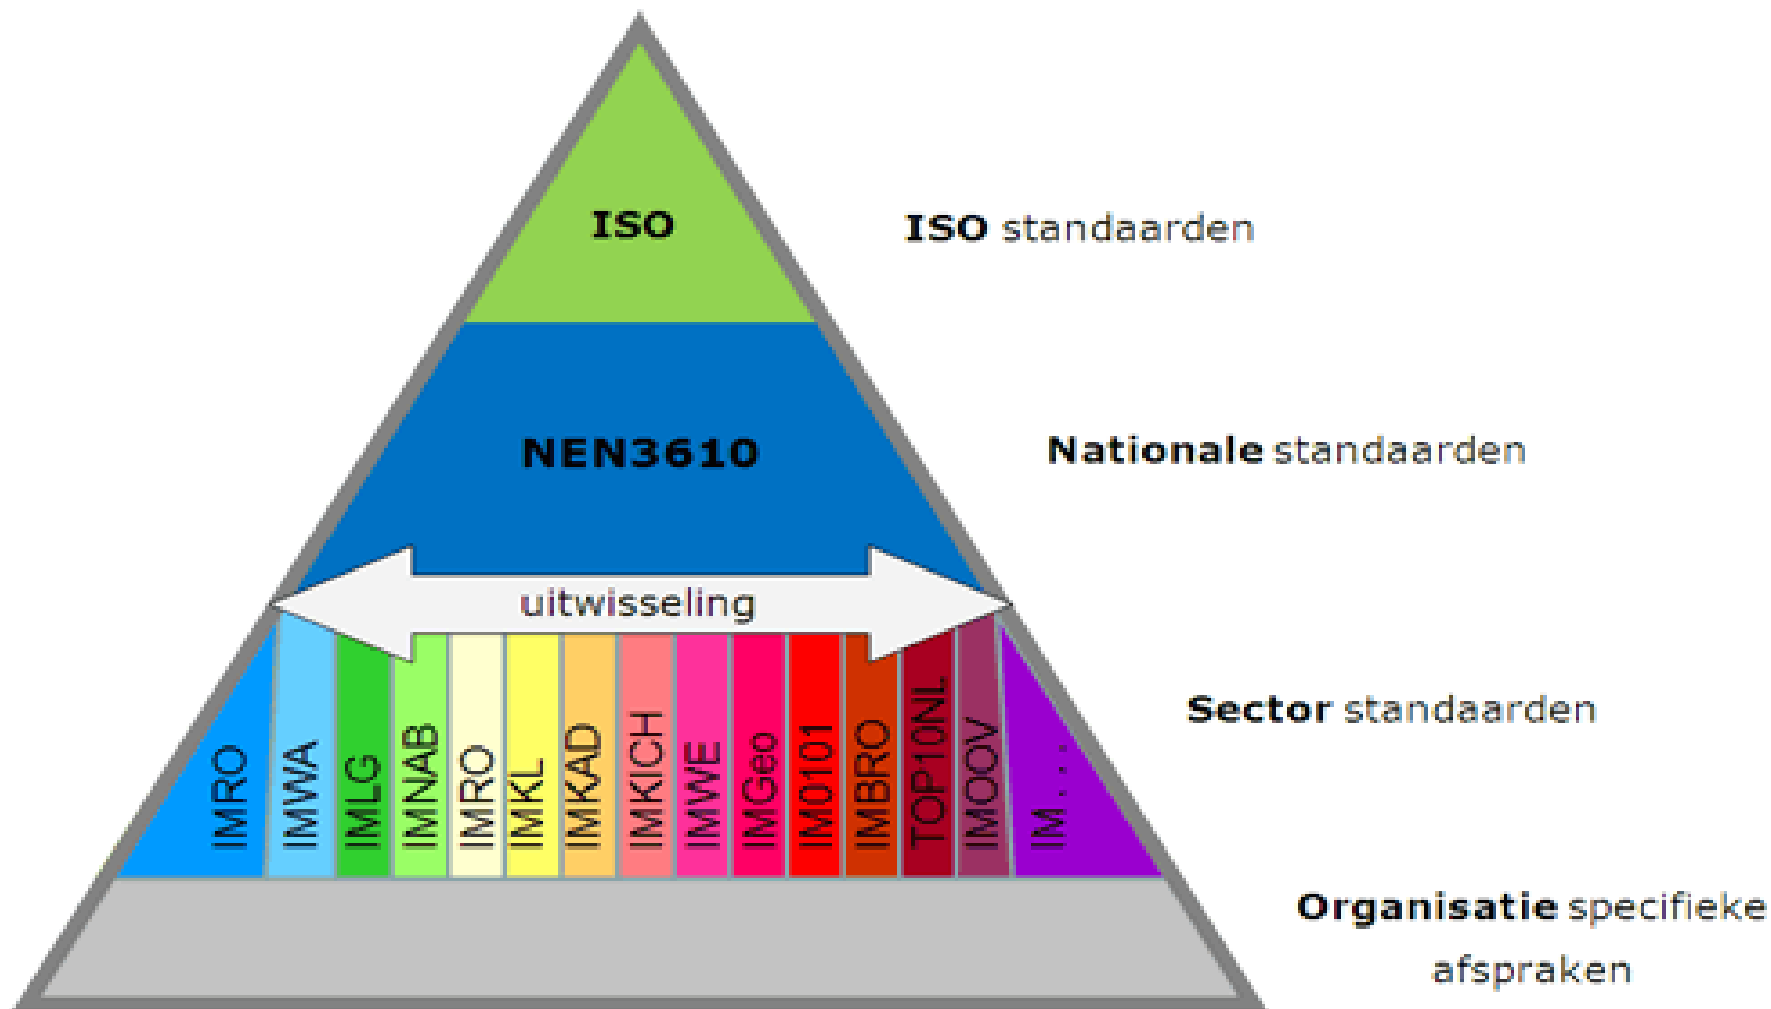 ISO
ISO standaarden
NEN3610
Nationale standaarden
uitwisseling
IMRO
IMWA
IMLG
IMNAB
IMRO
IMKL
IMKAD
IMKICH
IMWE
IMGeo
IM0101
IMBRO
TOP10NL
IMOOV
IM....
Sector standaarden
Organisatie specifieke
afspraken